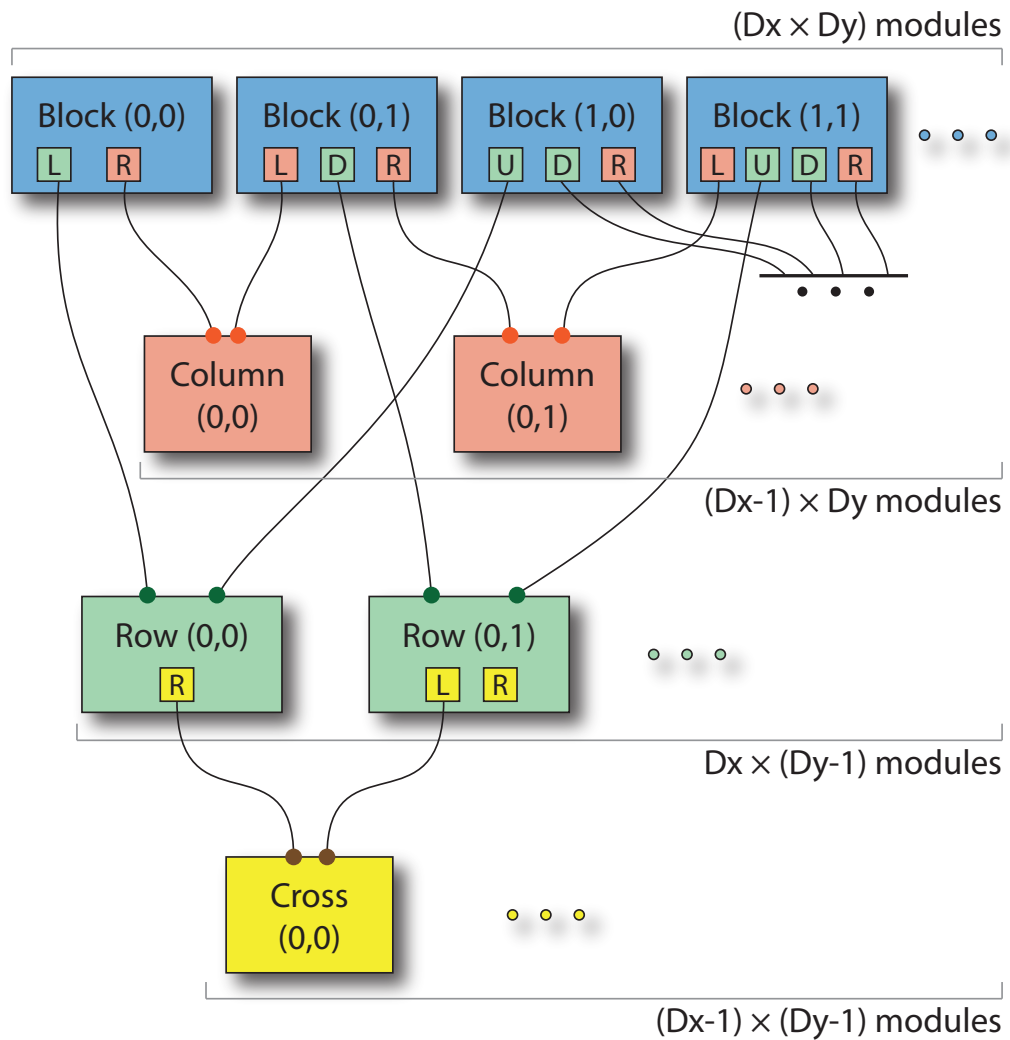 (Dx × Dy) modules
Block (0,0)
L R
Block (0,1)
L D R
Block (1,0)
U D R
Block (1,1)
L U D R
Column
(0,0)
Column
(0,1)
(Dx-1) × Dy modules
Row (0,0)
R
Row (0,1)
L R
Dx × (Dy-1) modules
Cross
(0,0)
(Dx-1) × (Dy-1) modules